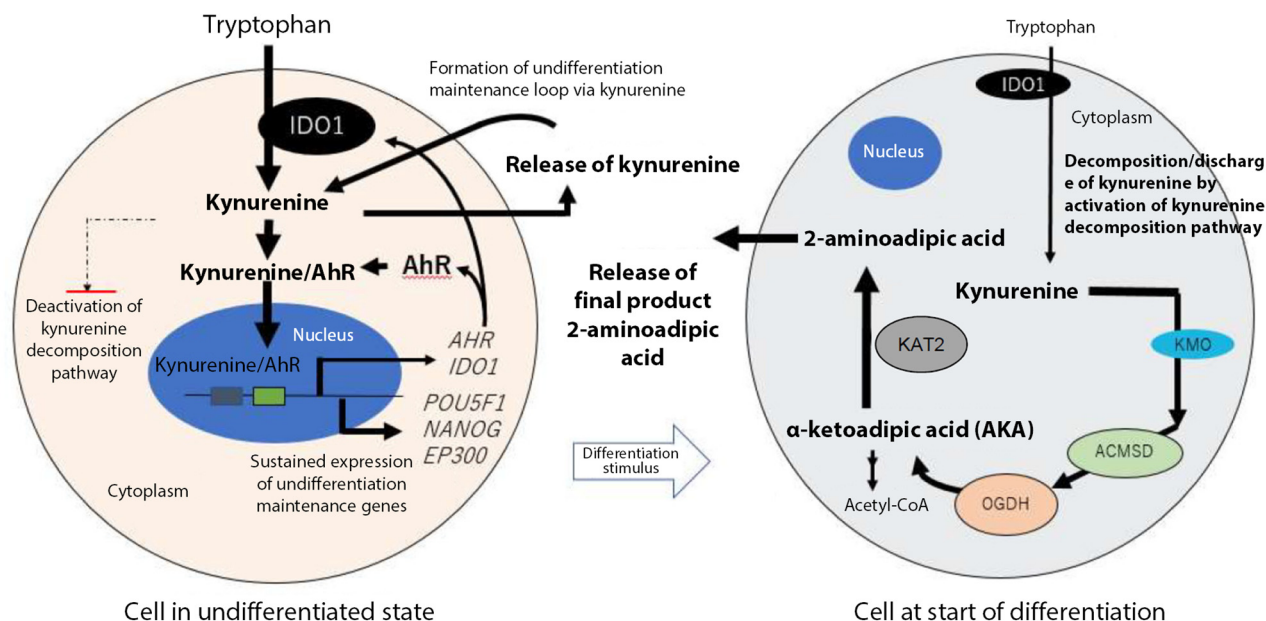 Tryptophan
Formation of undifferentiation
maintenance loop via kynurenine
IDO1
Release of kynurenine
Kynurenine
Kynurenine/AhR
AhR
Deactivation of
kynurenine
decomposition
pathway
Nucleus
Kynurenine/AhR
AHR
IDO1
POU5F1
NANOG
EP300
Sustained expression
of undifferentiation
maintenance genes
Cytoplasm
Cell in undifferentiated state
Release of
final product
2-aminoadipic
acid
Differentiation
stimulus
Tryptophan
IDO1
Cytoplasm
Nucleus
Decomposition/discharg
e of kynurenine by
activation of kynurenine
decomposition pathway
2-aminoadipic acid
Kynurenine
KAT2
KMO
α-ketoadipic acid (AKA)
ACMSD
Acetyl-CoA
OGDH
Cell at start of differentiation